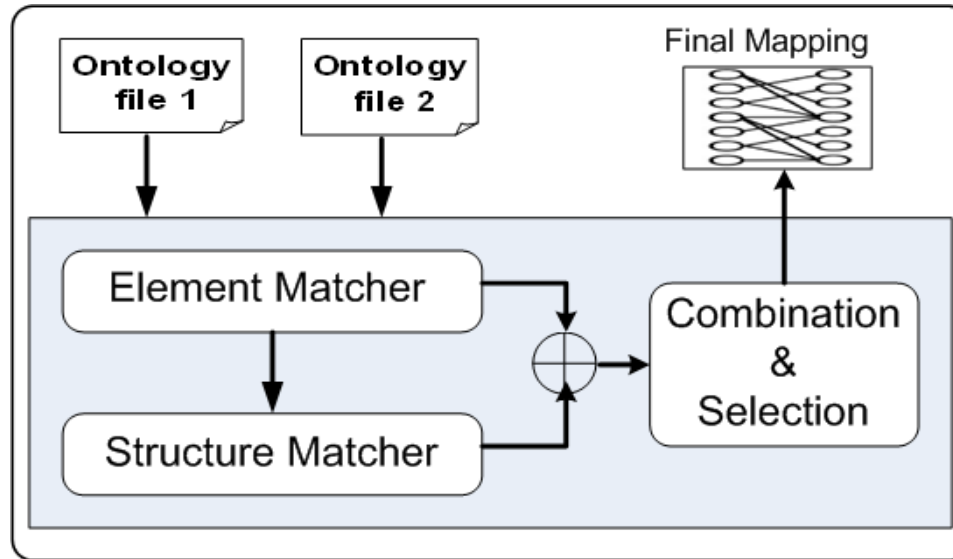 Ontology
file 1
Ontology
file 2
Final Mapping
Element Matcher
Structure Matcher
Combination
&
Selection